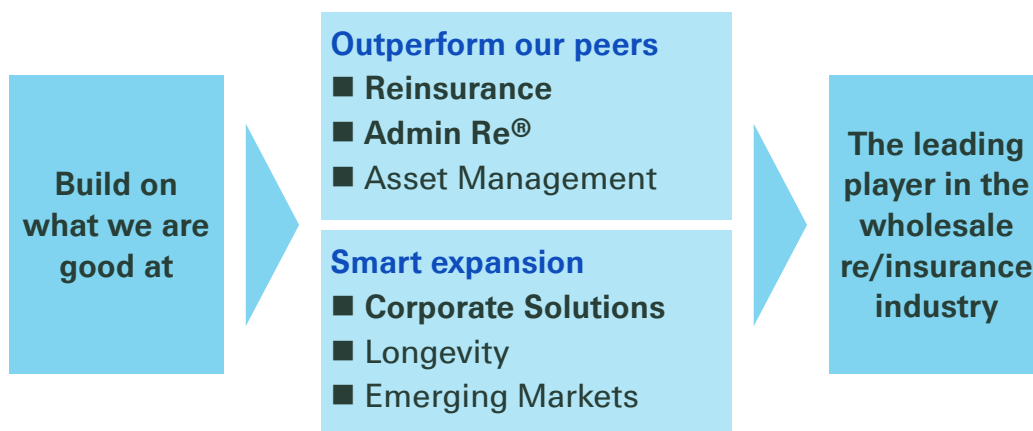 Build on
what we are
good at
Outperform our peers
■ Reinsurance
■ Admin Re®
■ Asset Management
Smart expansion
■ Corporate Solutions
■ Longevity
■ Emerging Markets
The leading
player in the
wholesale
re/insurance
industry